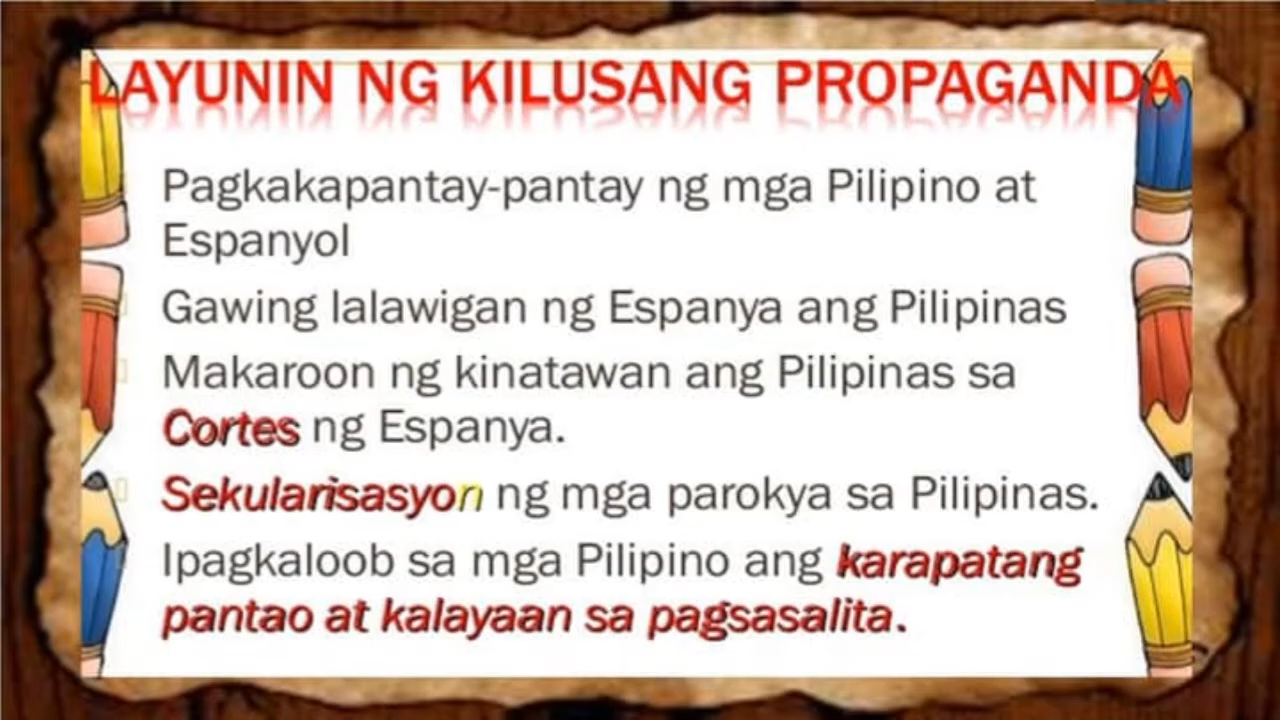 LAYUNIN NG KILUSANG PROPAGANDA
Pagkakapantay-pantay ng mga Pilipino at
Espanyol
Gawing lalawigan ng Espanya ang Pilipinas
Makaroon ng kinatawan ang Pilipinas sa
Cortes ng Espanya.
Sekularisasyon ng mga parokya sa Pilipinas.
Ipagkaloob sa mga Pilipino ang karapatang
pantao at kalayaan sa pagsasalita.